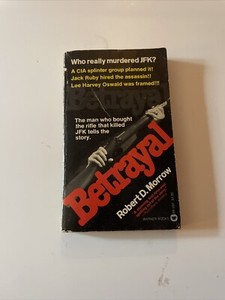 Who really murdered JFK?
A CIA splinter group planned it!
Jack Ruby hired the assassin!!
Lee Harvey Oswald was framed!!!
Betrayal
The man who bought
the rifle that killed
JFK tells the
story.
Betrayal
Robert D. Morrow